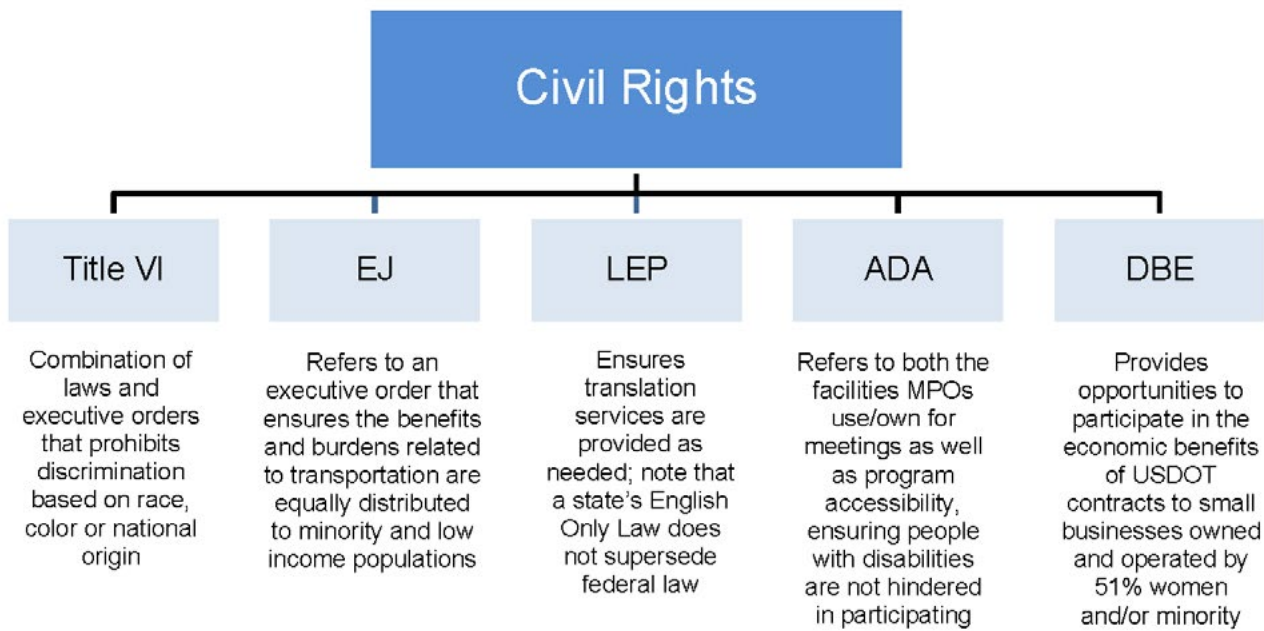 Civil Rights
Title VI
EJ
LEP
ADA
DBE
Combination of
laws and
executive orders
that prohibits
discrimination
based on race,
color or national
origin
Refers to an
executive order that
ensures the benefits
and burdens related
to transportation are
equally distributed
to minority and low
income populations
Ensures
translation
services are
provided as
needed; note that
a state's English
Only Law does
not supersede
federal law
Refers to both the
facilities MPOs
use/own for
meetings as well
as program
accessibility,
ensuring people
with disabilities
are not hindered
in participating
Provides
opportunities to
participate in the
economic benefits
of USDOT
contracts to small
businesses owned
and operated by
51% women
and/or minority